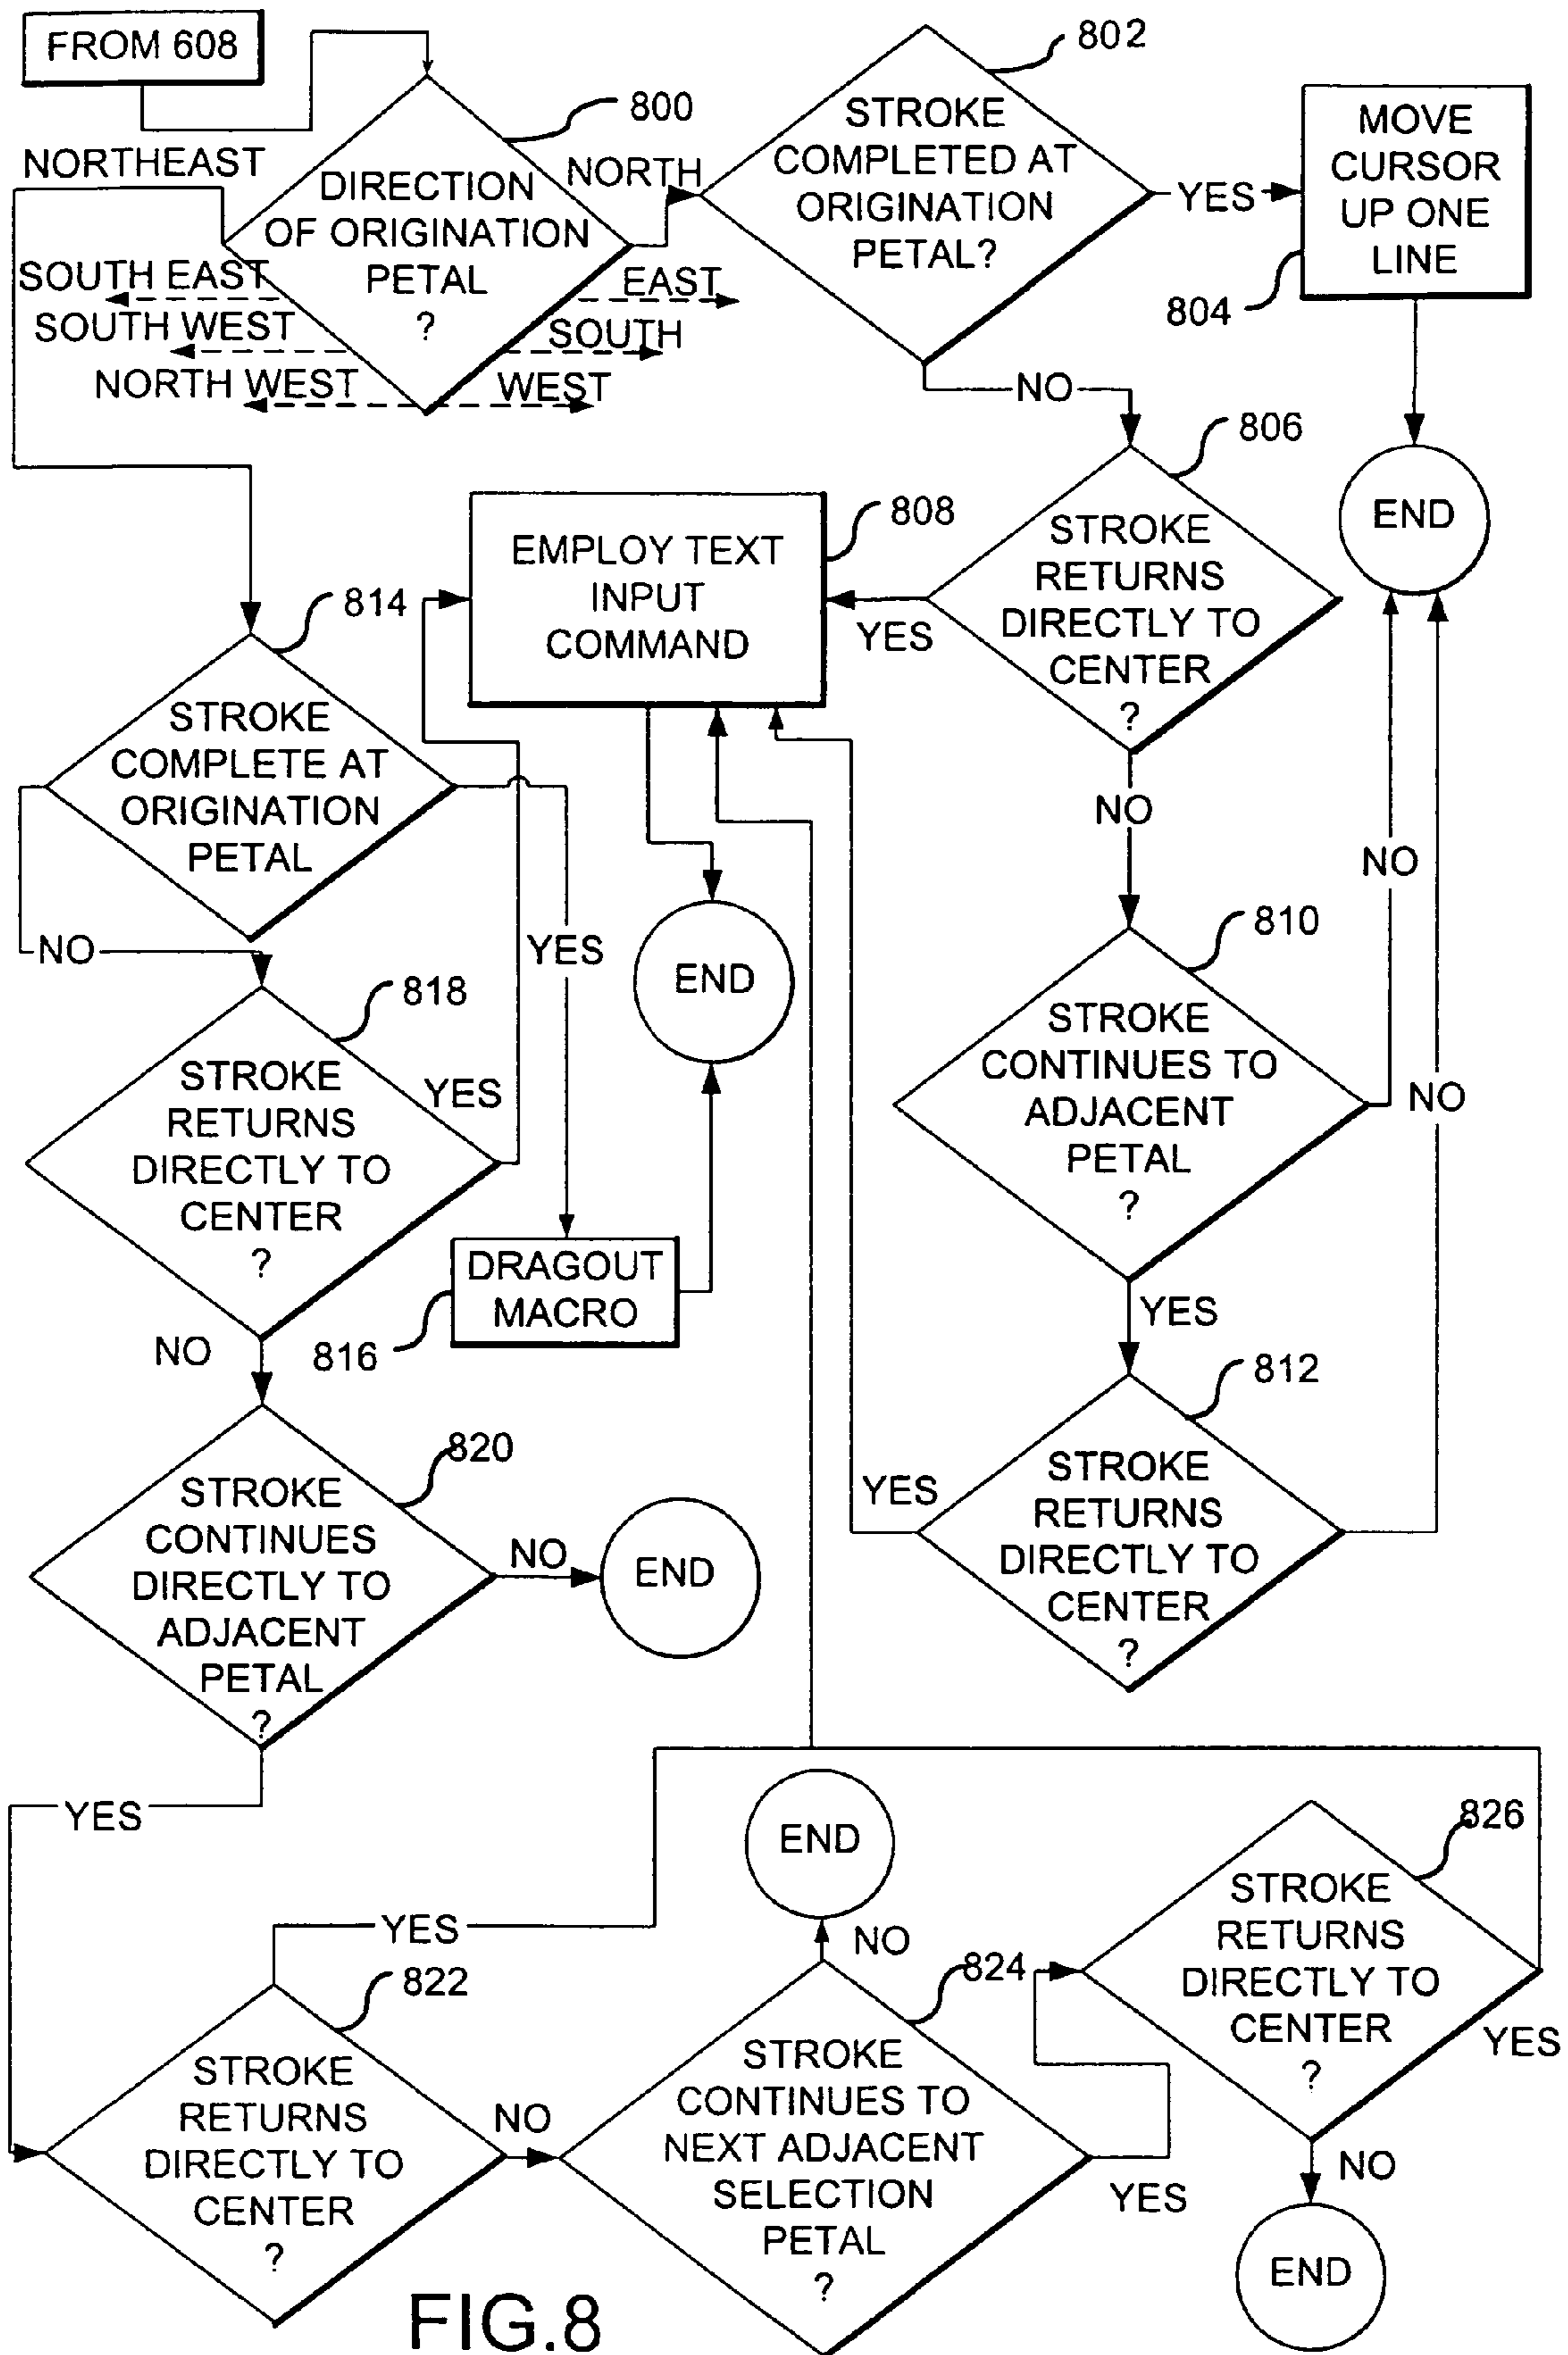 FROM 608
800
NORTHEAST
DIRECTION
OF ORIGINATION
PETAL
?
NORTH
SOUTH EAST
SOUTH WEST
NORTH WEST
EAST
SOUTH
WEST
802
STROKE
COMPLETED AT
ORIGINATION
PETAL?
YES
MOVE
CURSOR
UP ONE
LINE
804
NO
END
806
STROKE
RETURNS
DIRECTLY TO
CENTER
?
YES
808
EMPLOY TEXT
INPUT
COMMAND
NO
NO
NO
814
STROKE
COMPLETE AT
ORIGINATION
PETAL
NO
YES
END
810
STROKE
CONTINUES TO
ADJACENT
PETAL
?
YES
818
STROKE
RETURNS
DIRECTLY TO
CENTER
?
YES
NO
DRAGOUT
MACRO
816
812
STROKE
RETURNS
DIRECTLY TO
CENTER
?
YES
820
STROKE
CONTINUES
DIRECTLY TO
ADJACENT
PETAL
?
NO
END
YES
822
STROKE
RETURNS
DIRECTLY TO
CENTER
?
YES
NO
END
NO
824
STROKE
CONTINUES TO
NEXT ADJACENT
SELECTION
PETAL
?
YES
826
STROKE
RETURNS
DIRECTLY TO
CENTER
?
YES
NO
END
FIG.8